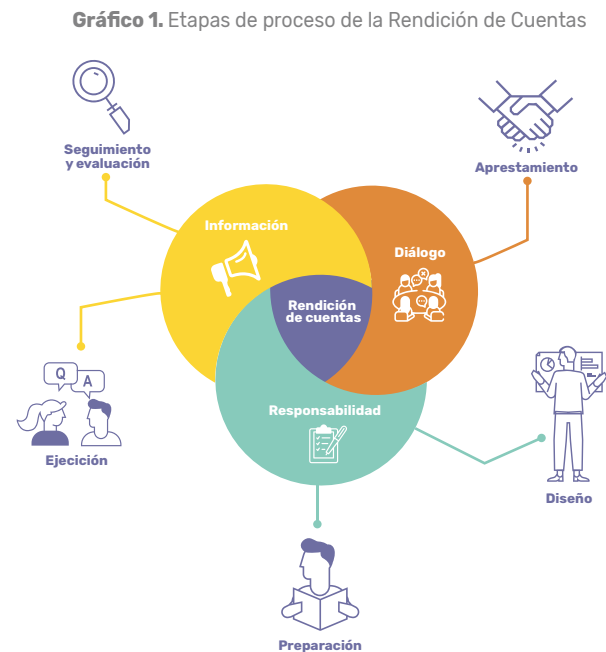 Gráfico 1. Etapas de proceso de la Rendición de Cuentas
Seguimiento
y evaluación
Aprestamiento
Información
Diálogo
Rendición
de cuentas
Q
A
Responsabilidad
Ejecición
Diseño
Preparación